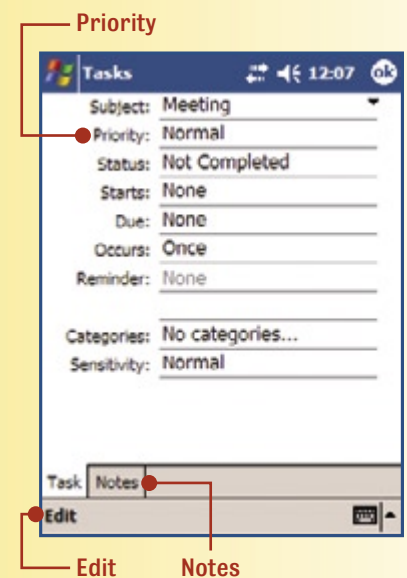 Priority
Tasks 12:07 ok
Subject: Meeting
Priority: Normal
Status: Not Completed
Starts: None
Due: None
Occurs: Once
Reminder: None
Categories: No categories...
Sensitivity: Normal
Task Notes
Edit
Edit Notes